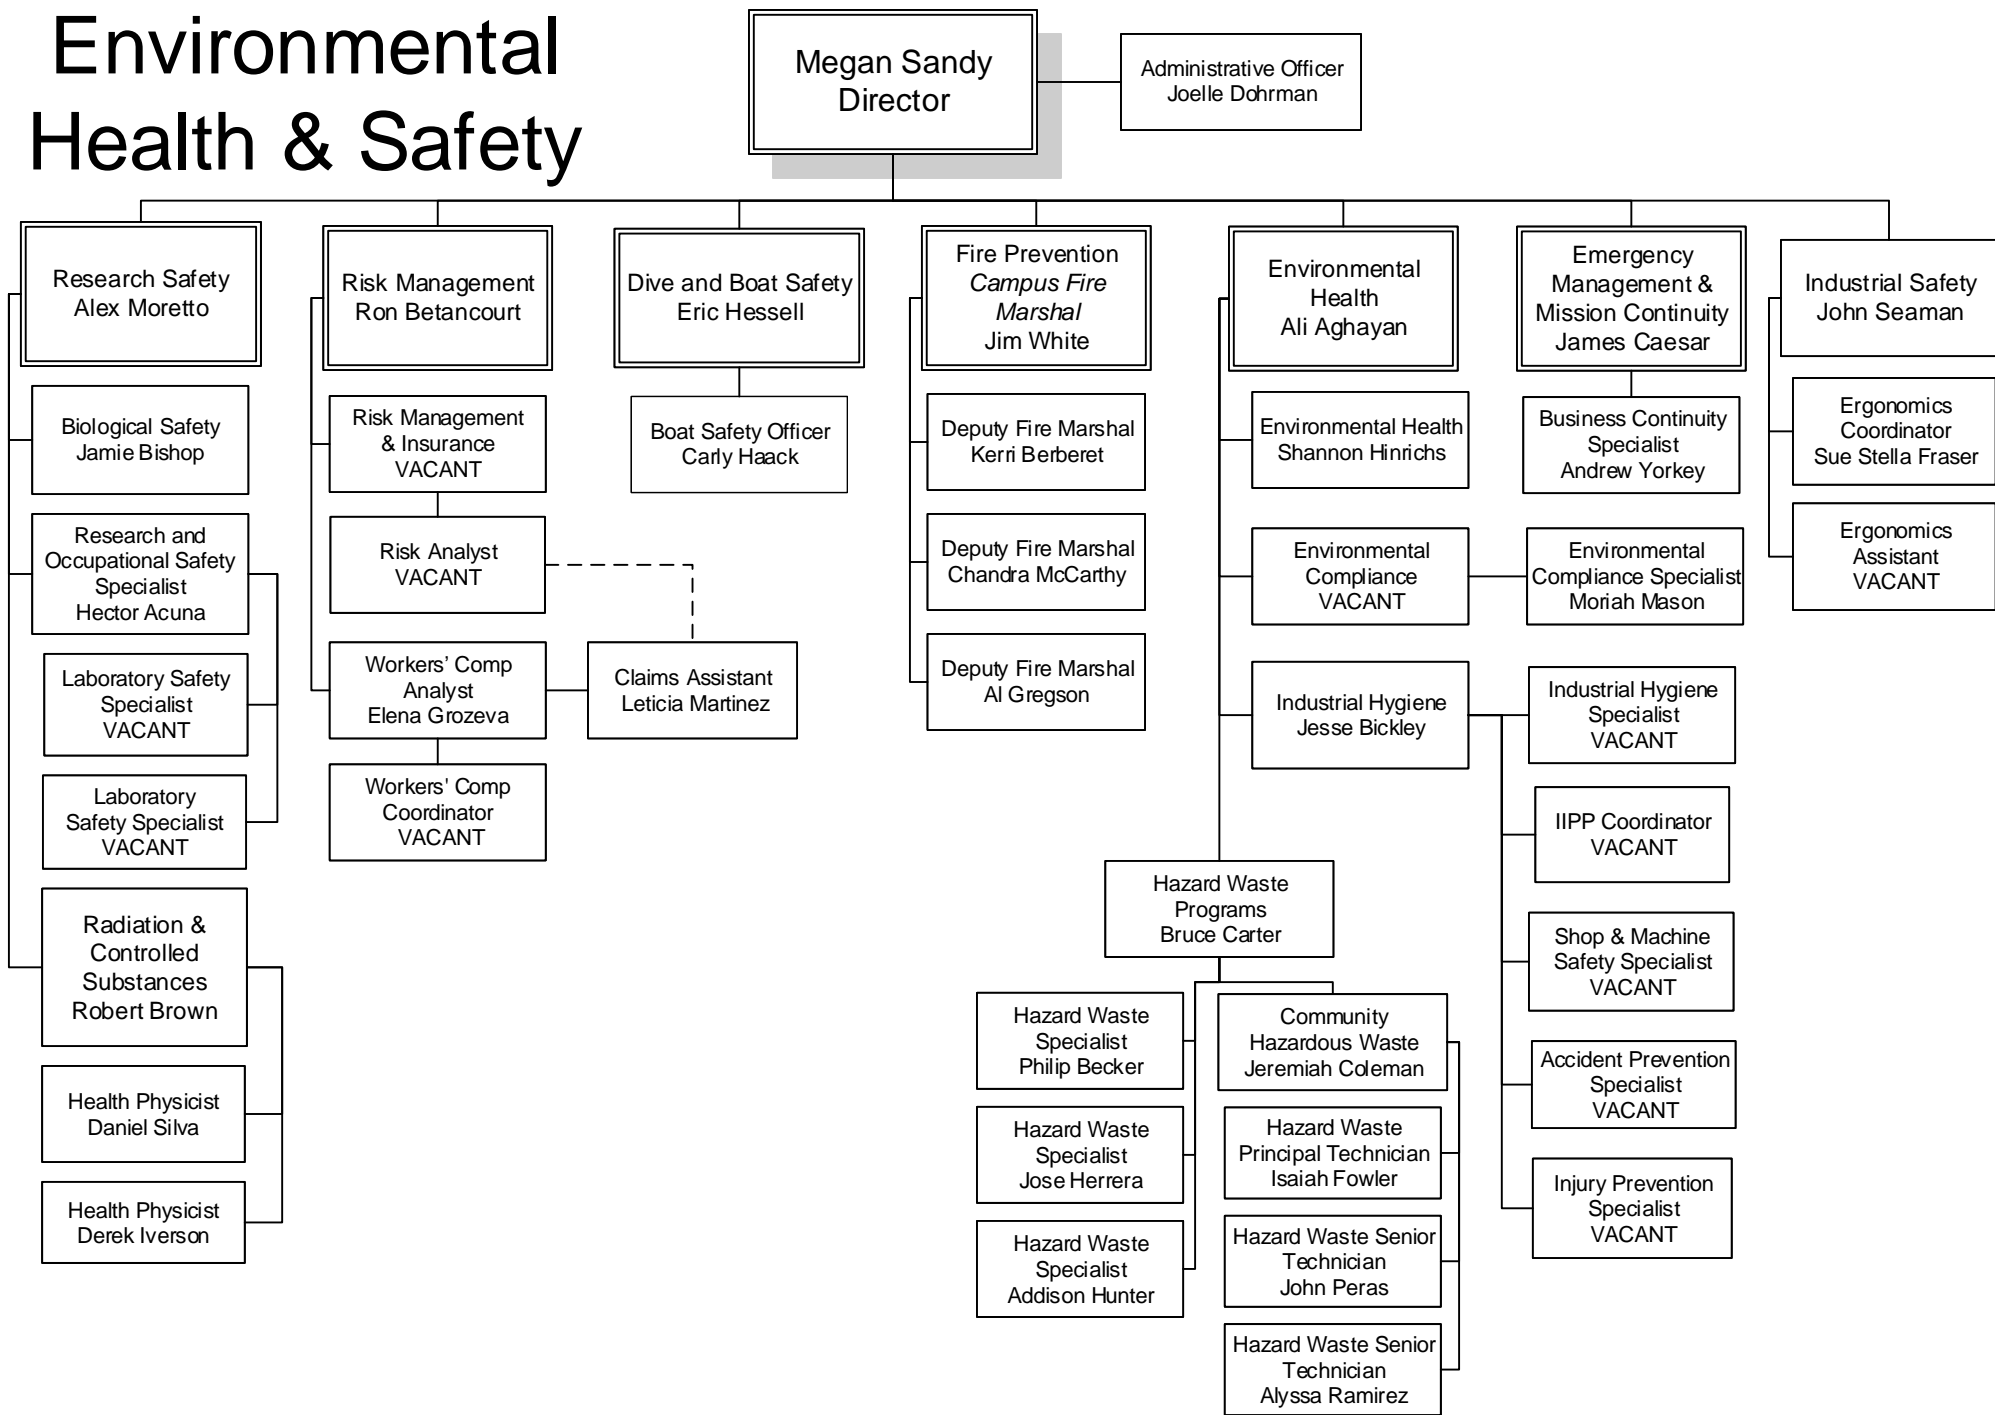 Environmental
Health & Safety
Megan Sandy
Director
Administrative Officer
Joelle Dohrman
Research Safety
Alex Moretto
Risk Management
Ron Betancourt
Dive and Boat Safety
Eric Hessell
Fire Prevention
Campus Fire
Marshal
Jim White
Environmental
Health
Ali Aghayan
Emergency
Management &
Mission Continuity
James Caesar
Industrial Safety
John Seaman
Biological Safety
Jamie Bishop
Research and
Occupational Safety
Specialist
Hector Acuna
Laboratory Safety
Specialist
VACANT
Laboratory
Safety Specialist
VACANT
Radiation &
Controlled
Substances
Robert Brown
Health Physicist
Daniel Silva
Health Physicist
Derek Iverson
Risk Management
& Insurance
VACANT
Risk Analyst
VACANT
Workers' Comp
Analyst
Elena Grozeva
Claims Assistant
Leticia Martinez
Workers' Comp
Coordinator
VACANT
Boat Safety Officer
Carly Haack
Deputy Fire Marshal
Kerri Berberet
Deputy Fire Marshal
Chandra McCarthy
Deputy Fire Marshal
Al Gregson
Environmental Health
Shannon Hinrichs
Environmental
Compliance
VACANT
Environmental
Compliance Specialist
Moriah Mason
Industrial Hygiene
Jesse Bickley
Industrial Hygiene
Specialist
VACANT
IIPP Coordinator
VACANT
Shop & Machine
Safety Specialist
VACANT
Accident Prevention
Specialist
VACANT
Injury Prevention
Specialist
VACANT
Hazard Waste
Programs
Bruce Carter
Hazard Waste
Specialist
Philip Becker
Hazard Waste
Specialist
Jose Herrera
Hazard Waste
Specialist
Addison Hunter
Community
Hazardous Waste
Jeremiah Coleman
Hazard Waste
Principal Technician
Isaiah Fowler
Hazard Waste Senior
Technician
John Peras
Hazard Waste Senior
Technician
Alyssa Ramirez
Business Continuity
Specialist
Andrew Yorkey
Ergonomics
Coordinator
Sue Stella Fraser
Ergonomics
Assistant
VACANT